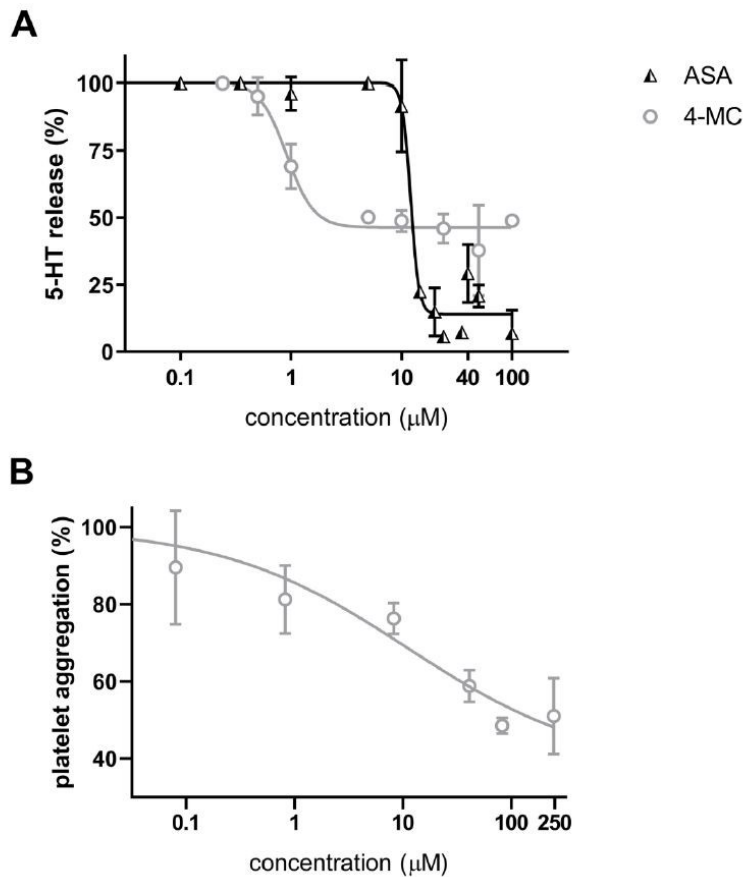 A
ASA
4-MC
5-HT release (%)
100
75
50
25
0
0.1 1 10 40 100
concentration (μM)
B
platelet aggregation (%)
100
80
60
40
0.1 1 10 100 250
concentration (μM)